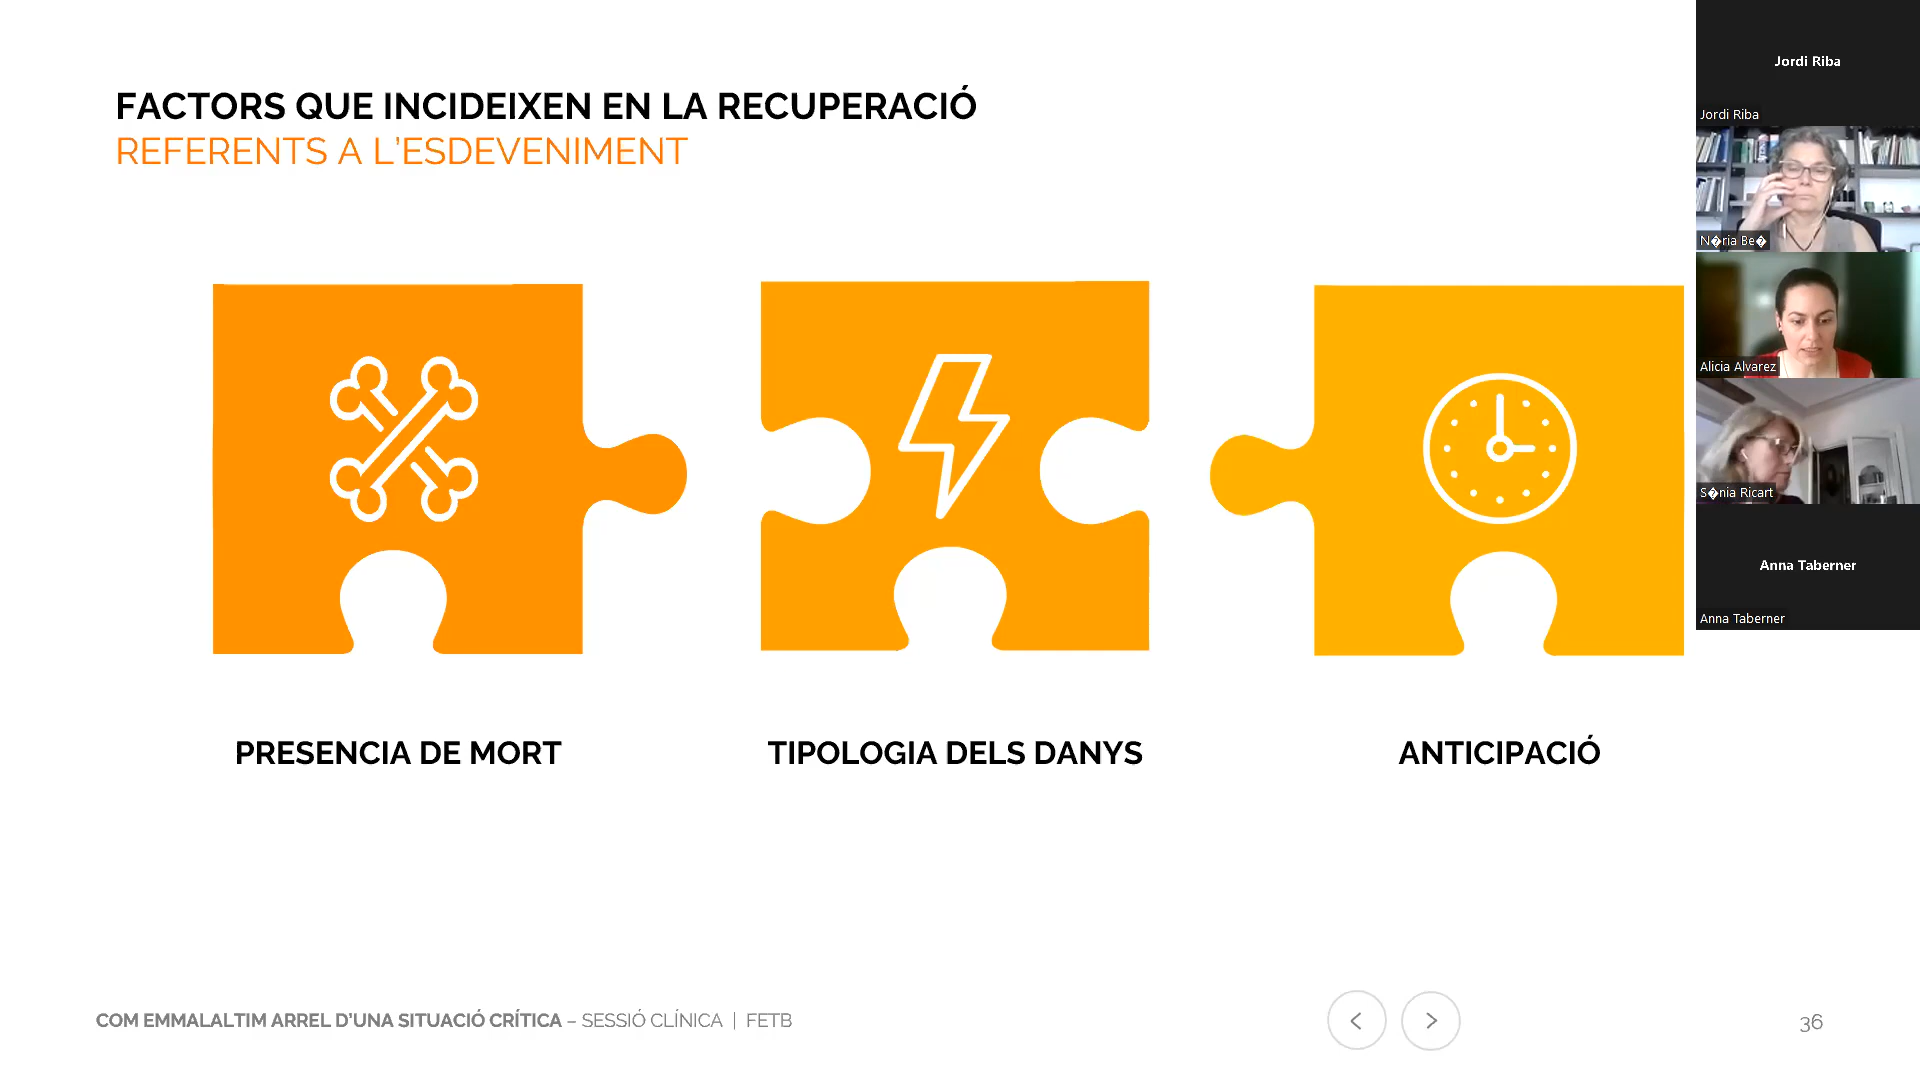 FACTORS QUE INCIDEIXEN EN LA RECUPERACIÓ
REFERENTS A L'ESDEVENIMENT
PRESENCIA DE MORT
TIPOLOGIA DELS DANYS
ANTICIPACIÓ
COM EMMALALTIM ARREL D'UNA SITUACIÓ CRÍTICA – SESSIÓ CLÍNICA | FETB
36
Jordi Riba
Jordi Riba
N�ria Be�
Alicia Alvarez
S�nia Ricart
Anna Taberner
Anna Taberner